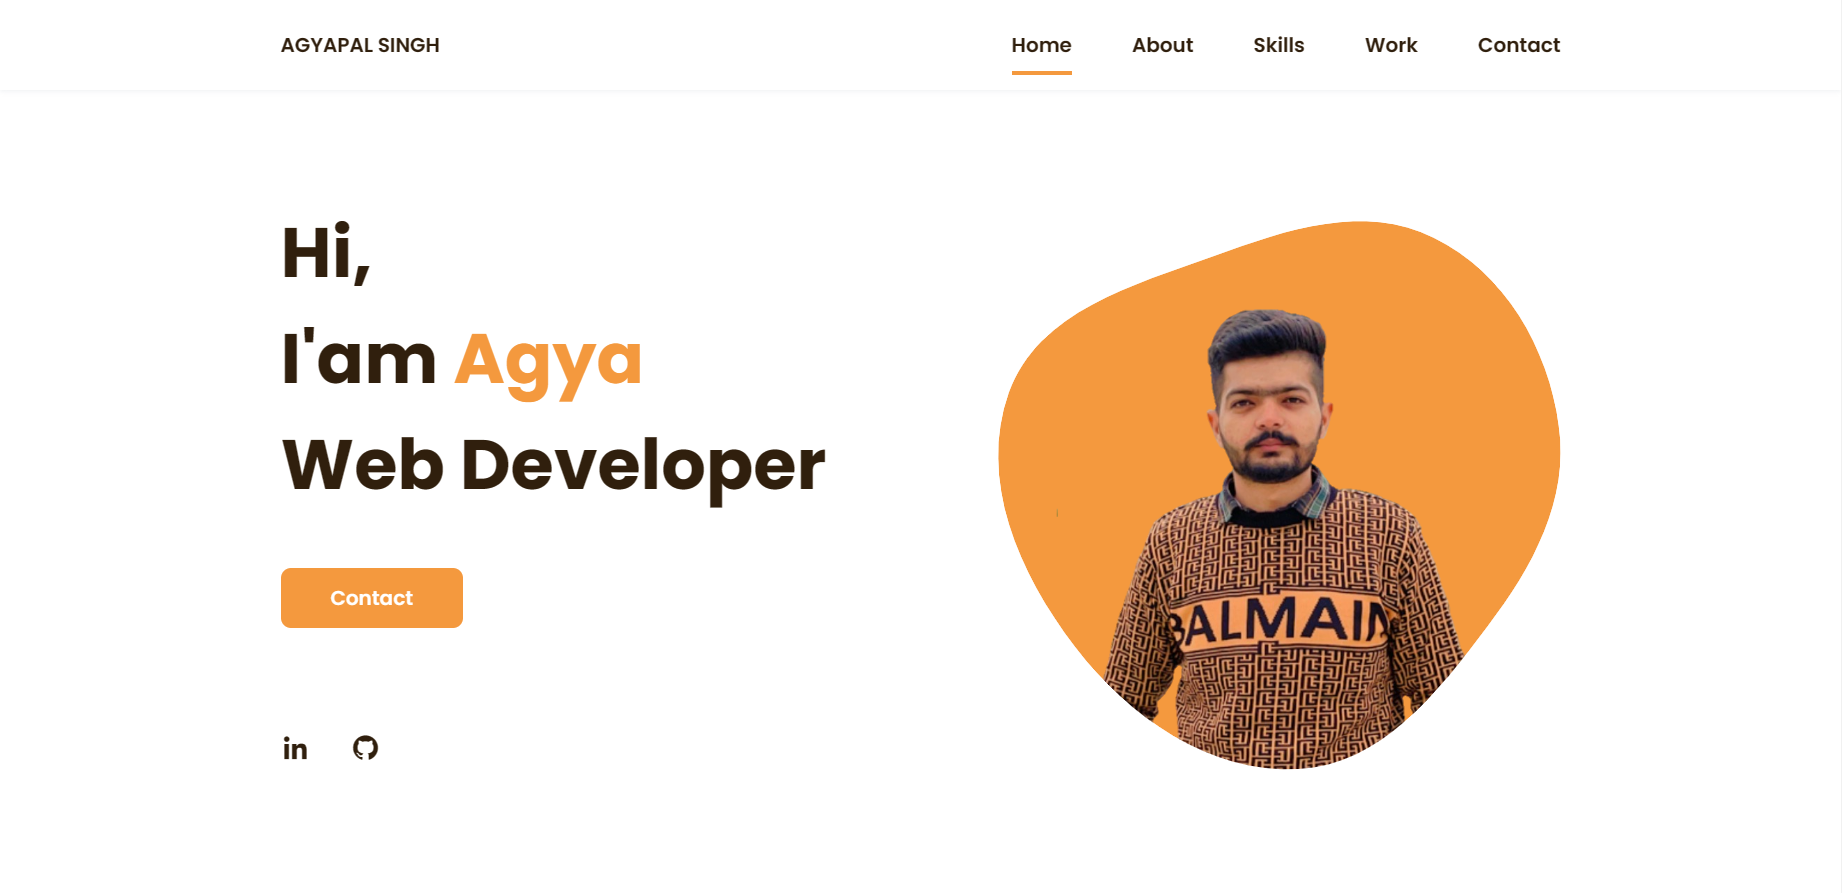 AGYAPAL SINGH
Home About Skills Work Contact
Hi,
I'am Agya
Web Developer
Contact
in
BALMAIN